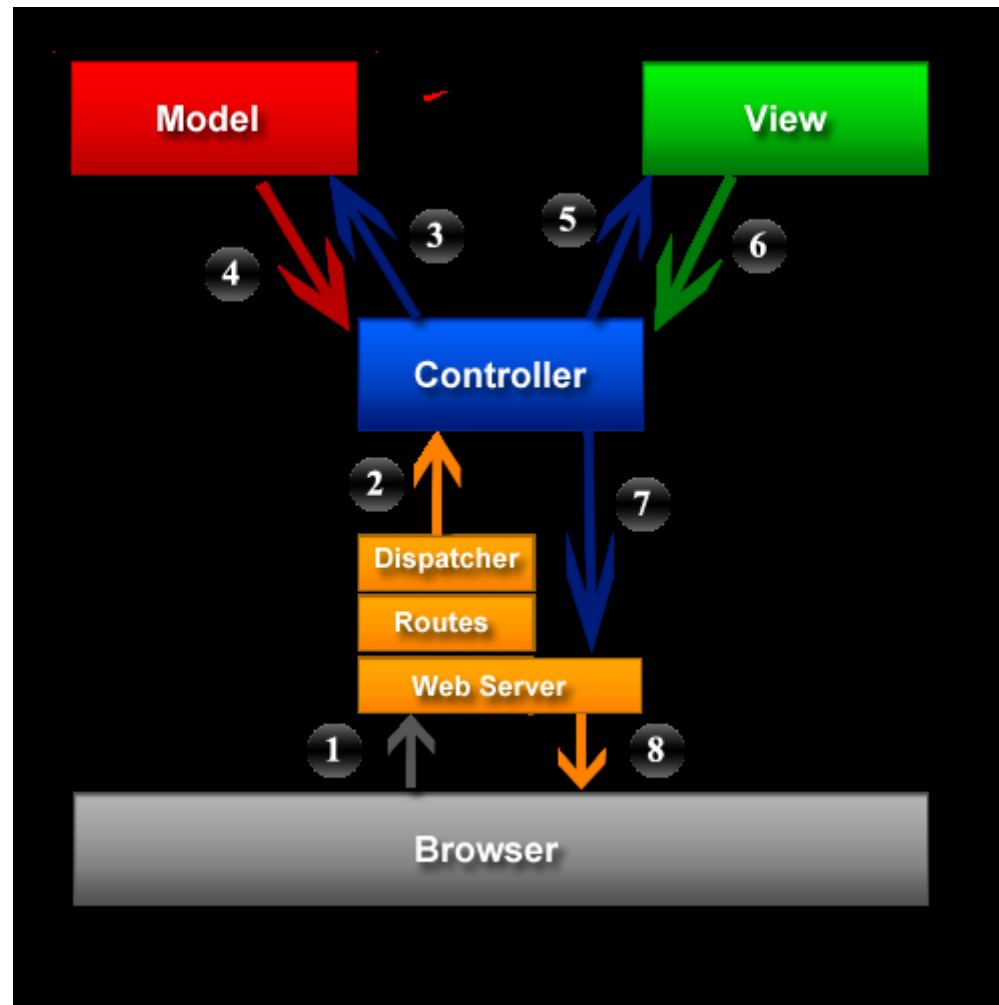 Model
View
3
5
4
6
Controller
2
7
Dispatcher
Routes
Web Server
1
8
Browser